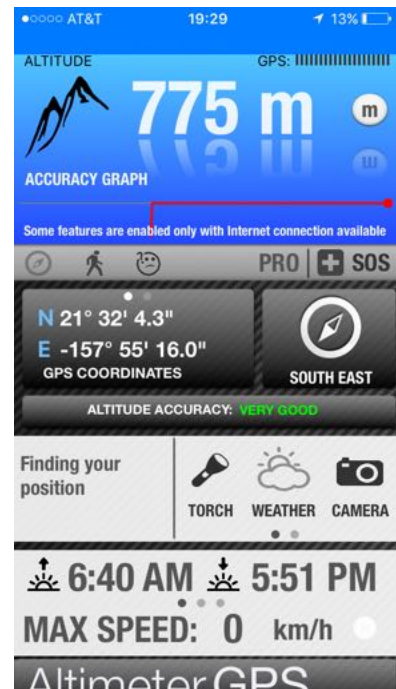 AT&T 19:29 13%
ALTITUDE GPS:
775 m m
ACCURACY GRAPH
Some features are enabled only with Internet connection available
PRO | SOS
N 21° 32' 4.3"
E -157° 55' 16.0"
GPS COORDINATES
SOUTH EAST
ALTITUDE ACCURACY: VERY GOOD
Finding your
position
TORCH WEATHER CAMERA
6:40 AM 5:51 PM
MAX SPEED: 0 km/h
Altimeter GPS